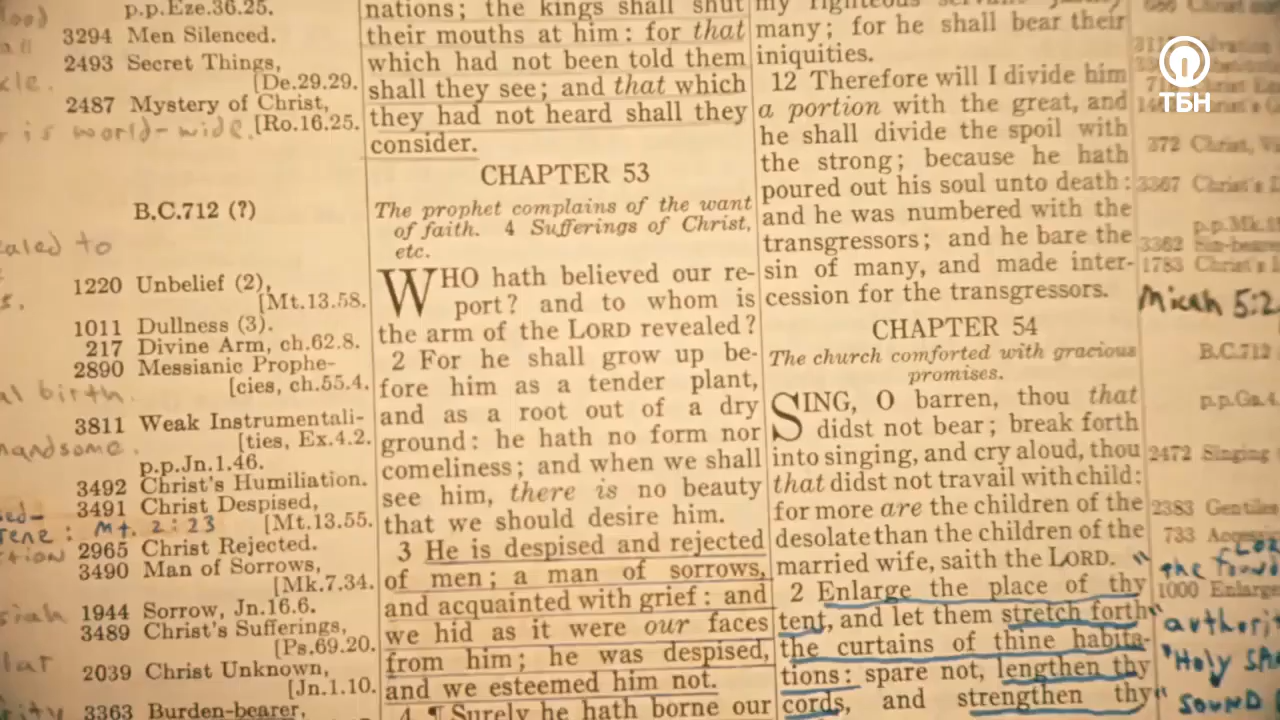 p.p.Eze.36.25.
3294 Men Silenced.
2493 Secret Things,
[De.29.29.
2487 Mystery of Christ,
is world-wide. [Ro.16.25.
B.C.712 (?)
1220 Unbelief (2),
[Mt.13.58.
1011 Dullness (3).
217 Divine Arm, ch.62.8.
2890 Messianic Prophe-
[cies, ch.55.4.
birth.
3811 Weak Instrumentali-
[ties, Ex.4.2.
handsome.
p.p.Jn.1.46.
3492 Christ's Humiliation.
3491 Christ Despised,
Mt. 2:23 [Mt.13.55.
2965 Christ Rejected.
3490 Man of Sorrows,
[Mk.7.34.
1944 Sorrow, Jn.16.6.
3489 Christ's Sufferings,
[Ps.69.20.
2039 Christ Unknown,
[Jn.1.10.
3363 Burden-bearer,
nations; the kings shall shut
their mouths at him: for that
which had not been told them
shall they see; and that which
they had not heard shall they
consider.
CHAPTER 53
The prophet complains of the want
of faith. 4 Sufferings of Christ,
etc.
WHO hath believed our re-
port? and to whom is
the arm of the LORD revealed?
2 For he shall grow up be-
fore him as a tender plant,
and as a root out of a dry
ground: he hath no form nor
comeliness; and when we shall
see him, there is no beauty
that we should desire him.
3 He is despised and rejected
of men; a man of sorrows,
and acquainted with grief: and
we hid as it were our faces
from him; he was despised,
and we esteemed him not.
4 ¶ Surely he hath borne our
my righteous servant
many; for he shall bear their
iniquities.
12 Therefore will I divide him
a portion with the great, and
he shall divide the spoil with
the strong; because he hath
poured out his soul unto death:
and he was numbered with the
transgressors; and he bare the
sin of many, and made inter-
cession for the transgressors.
CHAPTER 54
The church comforted with gracious
promises.
SING, O barren, thou that
didst not bear; break forth
into singing, and cry aloud, thou
that didst not travail with child:
for more are the children of the
desolate than the children of the
married wife, saith the LORD.
2 Enlarge the place of thy
tent, and let them stretch forth
the curtains of thine habita-
tions: spare not, lengthen thy
cords, and strengthen thy
ТБН
372 Christ,
3367 Christ's
p.p.Mk.
3362 Sin-bearer
1783 Christ's
Micah 5:2
B.C.712
p.p.Ga.4.
2472 Singing
2383 Gentiles
733
the
1000 Enlarge
"Holy
SOUND